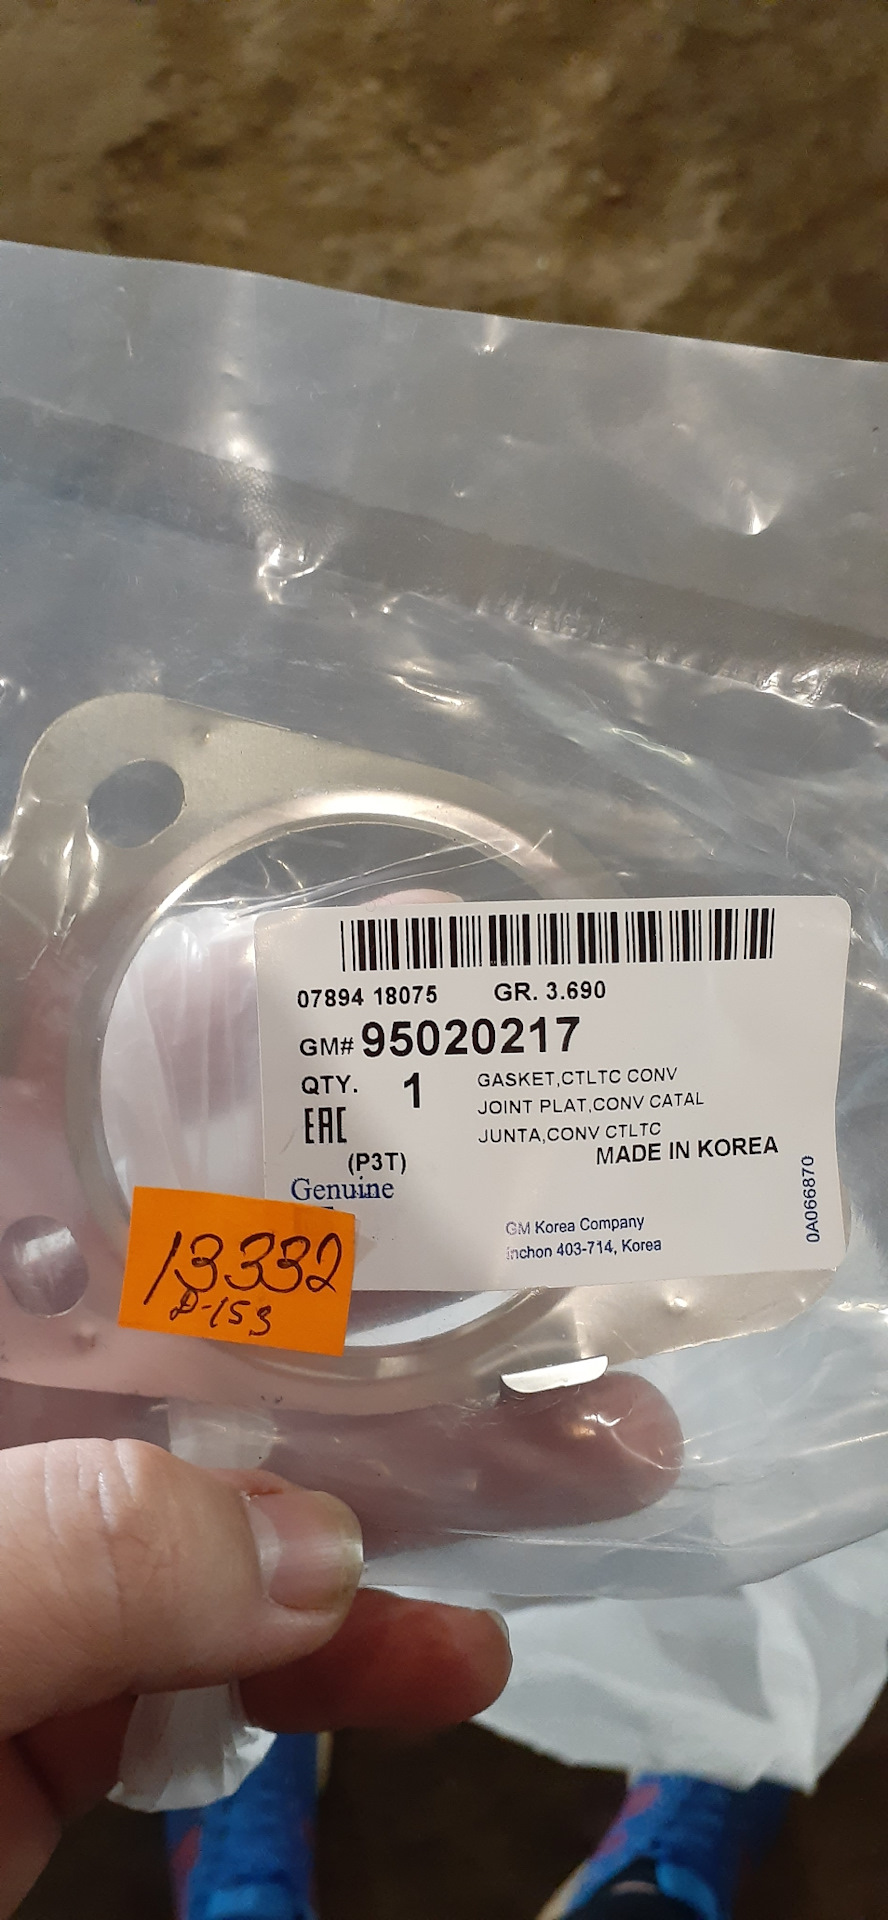 07894 18075 GR. 3.690
GM# 95020217
QTY. 1
GASKET,CTLTC CONV
JOINT PLAT,CONV CATAL
JUNTA,CONV CTLTC
EAC
MADE IN KOREA
(P3T)
Genuine
GM Korea Company
Inchon 403-714, Korea
0A066870
13332
D-153